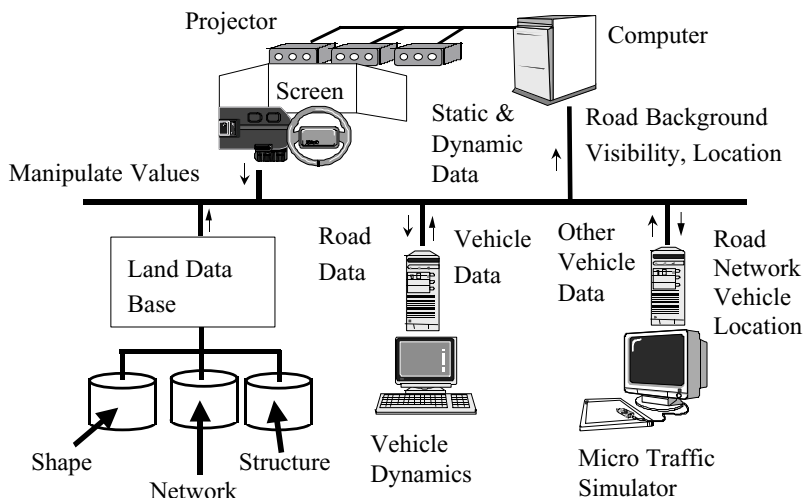 Projector
Computer
Screen
Static &
Dynamic
Data
Road Background
Visibility, Location
Manipulate Values
Land Data
Base
Road
Data
Vehicle
Data
Other
Vehicle
Data
Road
Network
Vehicle
Location
Shape
Network
Structure
Vehicle
Dynamics
Micro Traffic
Simulator